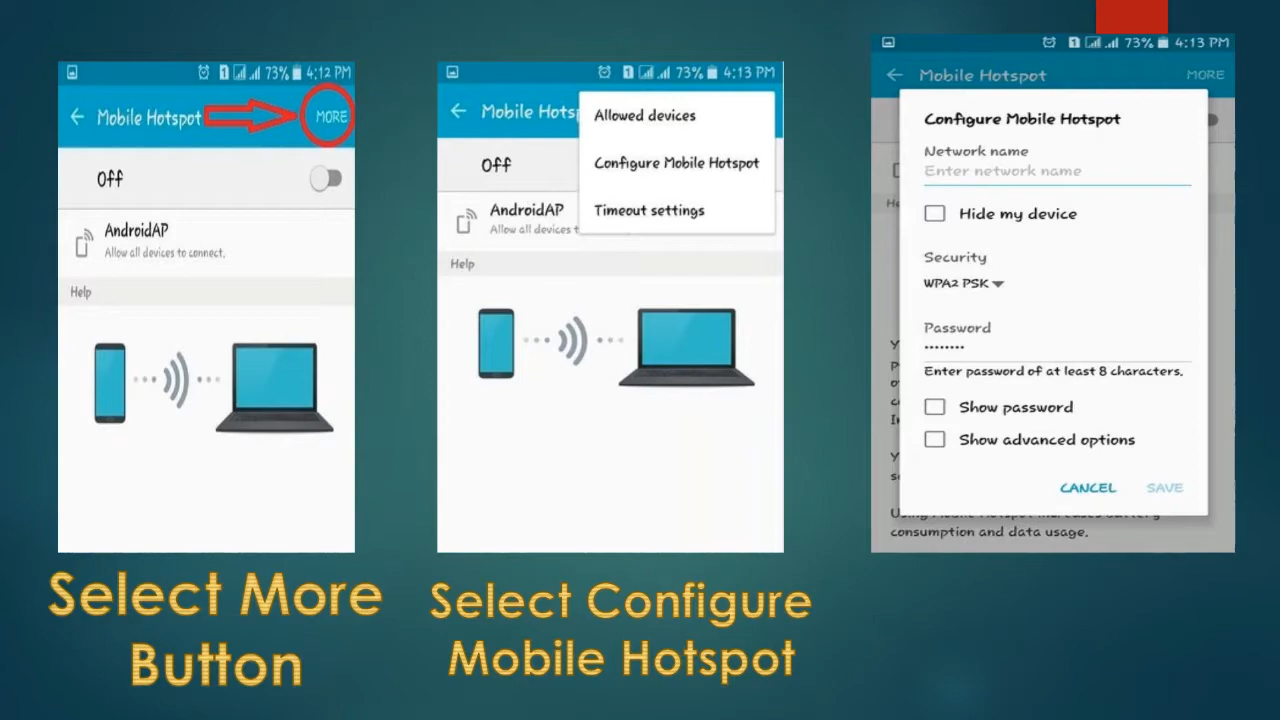 73% 4:12 PM
Mobile Hotspot MORE
Off
AndroidAP
Allow all devices to connect.
Help
Select More
Button
73% 4:13 PM
Mobile Hots
Allowed devices
Configure Mobile Hotspot
Timeout settings
Off
AndroidAP
Allow all devices t
Help
Select Configure
Mobile Hotspot
73% 4:13 PM
Mobile Hotspot MORE
Configure Mobile Hotspot
Network name
Enter network name
Hide my device
Security
WPA2 PSK
Password
Enter password of at least 8 characters.
Show password
Show advanced options
CANCEL SAVE
consumption and data usage.